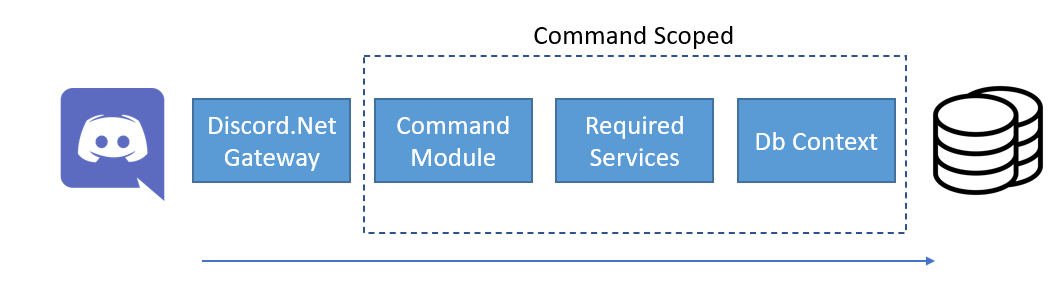 Command Scoped
Discord.Net
Gateway
Command
Module
Required
Services
Db Context